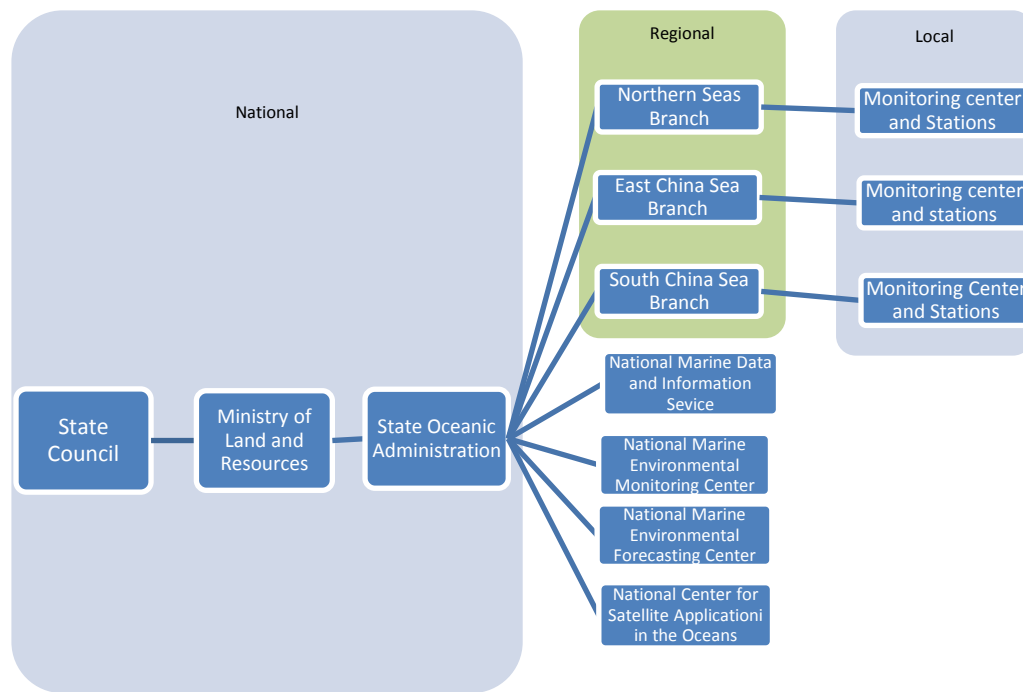 National
Regional
Local
State
Council
Ministry of
Land and
Resources
State Oceanic
Administration
Northern Seas
Branch
East China Sea
Branch
South China Sea
Branch
National Marine Data
and Information
Sevice
National Marine
Environmental
Monitoring Center
National Marine
Environmental
Forecasting Center
National Center for
Satellite Applicationi
in the Oceans
Monitoring center
and Stations
Monitoring center
and stations
Monitoring Center
and Stations